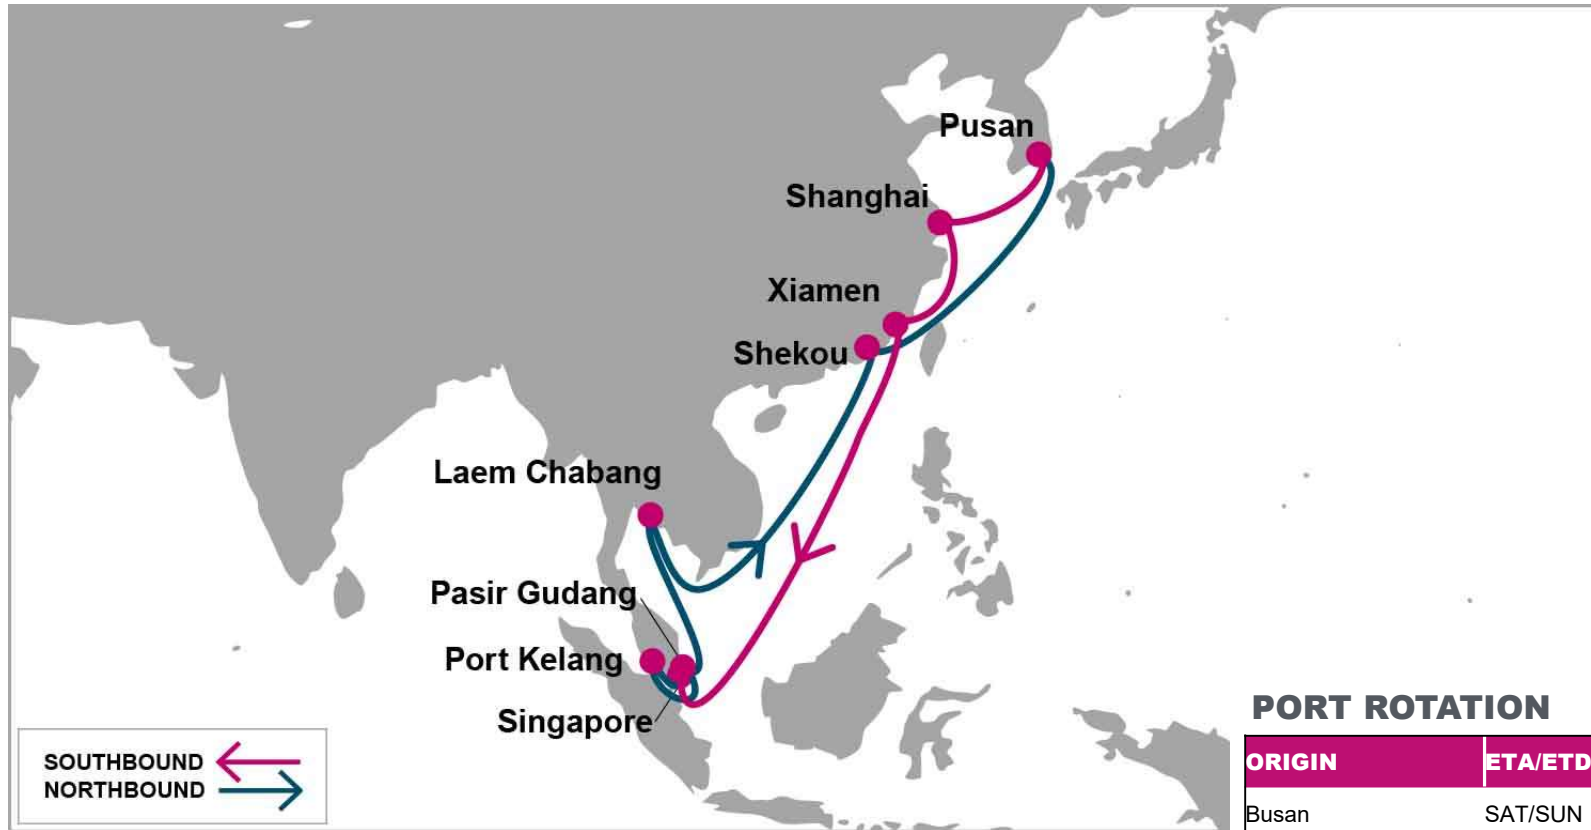 Pusan
Shanghai
Xiamen
Shekou
Laem Chabang
Pasir Gudang
Port Kelang
Singapore
SOUTHBOUND
NORTHBOUND
PORT ROTATION
ORIGIN ETA/ETD
Busan SAT/SUN